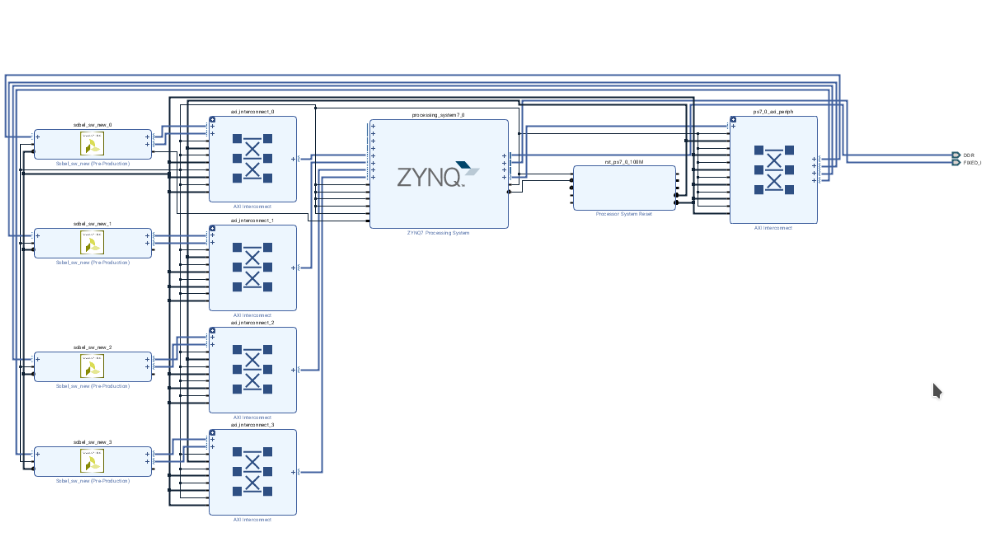 axi_interconnect_0
processing_system7_0
ps7_0_axi_periph
sobel_sw_new_0
Sobel_sw_new (Pre-Production)
ZYNQ
rst_ps7_0_100M
DDR
AXI Interconnect
Processor System Reset
sobel_sw_new_1
axi_interconnect_1
ZYNQ7 Processing System
AXI Interconnect
Sobel_sw_new (Pre-Production)
AXI Interconnect
axi_interconnect_2
sobel_sw_new_2
Sobel_sw_new (Pre-Production)
AXI Interconnect
axi_interconnect_3
sobel_sw_new_3
Sobel_sw_new (Pre-Production)
AXI Interconnect